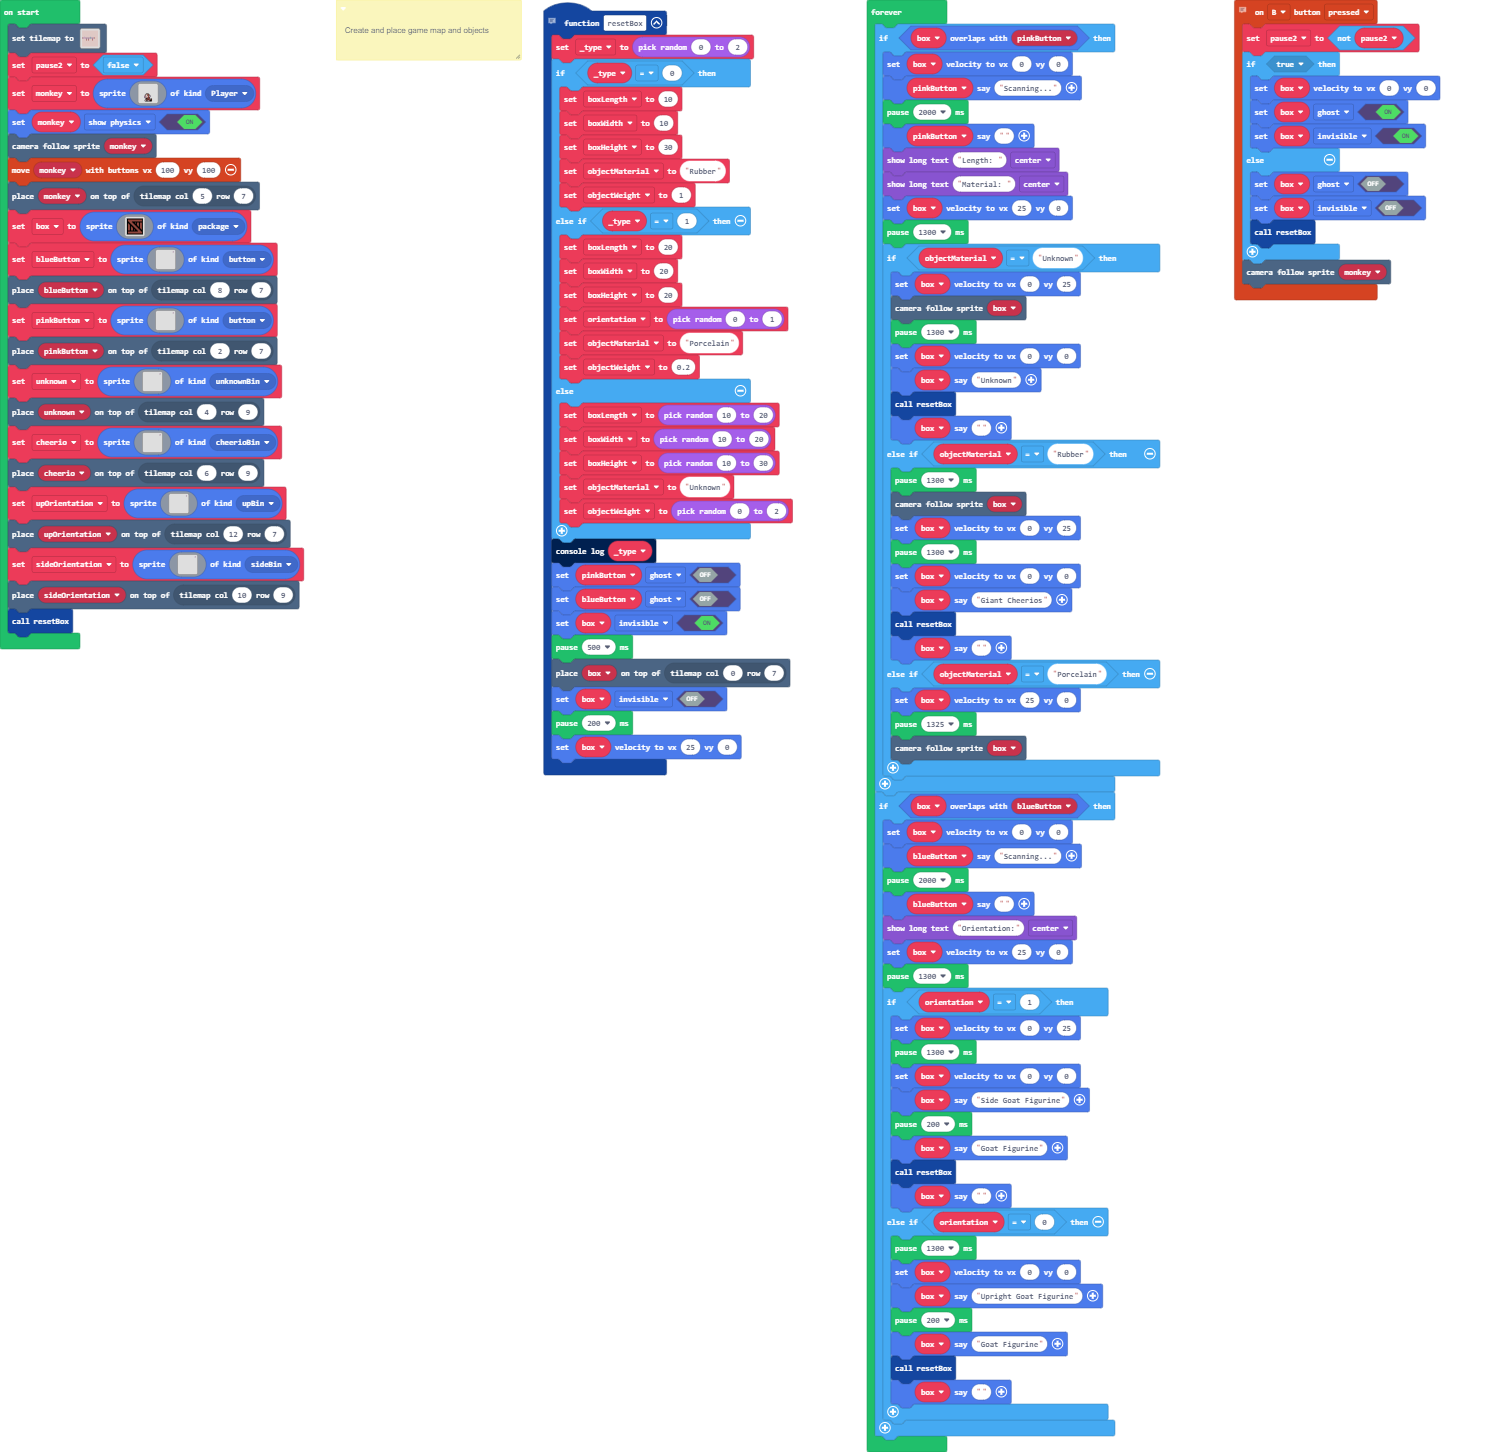 on start
set tilemap to
set pause2 to false
set monkey to sprite of kind Player
set monkey show physics ON
camera follow sprite monkey
move monkey with buttons vx 100 vy 100
place monkey on top of tilemap col 5 row 7
set box to sprite of kind package
set blueButton to sprite of kind button
place blueButton on top of tilemap col 8 row 7
set pinkButton to sprite of kind button
place pinkButton on top of tilemap col 2 row 7
set unknown to sprite of kind unknownBin
place unknown on top of tilemap col 4 row 9
set cheerio to sprite of kind cheerioBin
place cheerio on top of tilemap col 6 row 9
set upOrientation to sprite of kind upBin
place upOrientation on top of tilemap col 12 row 7
set sideOrientation to sprite of kind sideBin
place sideOrientation on top of tilemap col 10 row 9
call resetBox
Create and place game map and objects
function resetBox
set _type to pick random 0 to 2
if _type = 0 then
set boxLength to 10
set boxWidth to 10
set boxHeight to 30
set objectMaterial to "Rubber"
set objectWeight to 1
else if _type = 1 then
set boxLength to 20
set boxWidth to 20
set boxHeight to 20
set orientation to pick random 0 to 1
set objectMaterial to "Porcelain"
set objectWeight to 0.2
else
set boxLength to pick random 10 to 20
set boxWidth to pick random 10 to 20
set boxHeight to pick random 10 to 30
set objectMaterial to "Unknown"
set objectWeight to pick random 0 to 2
console log _type
set pinkButton ghost OFF
set blueButton ghost OFF
set box invisible ON
pause 500 ms
place box on top of tilemap col 0 row 7
set box invisible OFF
pause 200 ms
set box velocity to vx 25 vy 0
forever
if box overlaps with pinkButton then
set box velocity to vx 0 vy 0
pinkButton say "Scanning..."
pause 2000 ms
pinkButton say " "
show long text "Length: " center
show long text "Material: " center
set box velocity to vx 25 vy 0
pause 1300 ms
if objectMaterial = "Unknown" then
set box velocity to vx 0 vy 25
camera follow sprite box
pause 1300 ms
set box velocity to vx 0 vy 0
box say "Unknown"
call resetBox
box say " "
else if objectMaterial = "Rubber" then
pause 1300 ms
camera follow sprite box
set box velocity to vx 0 vy 25
pause 1300 ms
set box velocity to vx 0 vy 0
box say "Giant Cheerios"
call resetBox
box say " "
else if objectMaterial = "Porcelain" then
set box velocity to vx 25 vy 0
pause 1325 ms
camera follow sprite box
if box overlaps with blueButton then
set box velocity to vx 0 vy 0
blueButton say "Scanning..."
pause 2000 ms
blueButton say " "
show long text "Orientation:" center
set box velocity to vx 25 vy 0
pause 1300 ms
if orientation = 1 then
set box velocity to vx 0 vy 25
pause 1300 ms
set box velocity to vx 0 vy 0
box say "Side Goat Figurine"
pause 200 ms
box say "Goat Figurine"
call resetBox
box say " "
else if orientation = 0 then
pause 1300 ms
set box velocity to vx 0 vy 0
box say "Upright Goat Figurine"
pause 200 ms
box say "Goat Figurine"
call resetBox
box say " "
on B button pressed
set pause2 to not pause2
if true then
set box velocity to vx 0 vy 0
set box ghost ON
set box invisible ON
else
set box ghost OFF
set box invisible OFF
call resetBox
camera follow sprite monkey